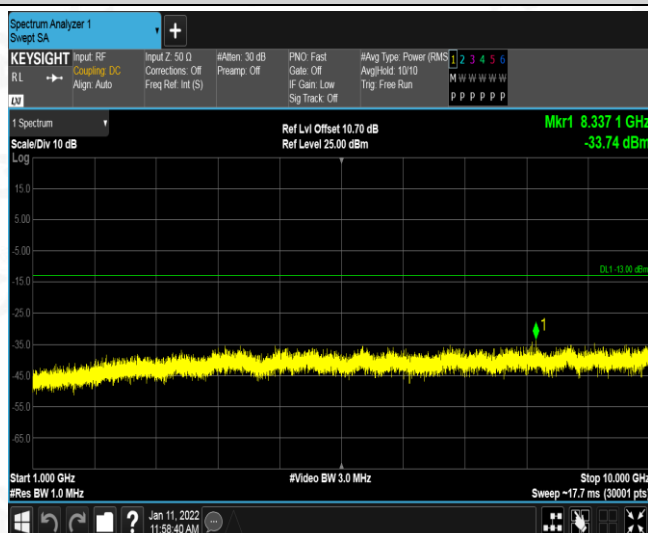 Spectrum Analyzer 1
Swept SA
+
KEYSIGHT
RL
LXI
Input: RF
Coupling: DC
Align: Auto
Input Z: 50 Ω
Corrections: Off
Freq Ref: Int (S)
#Atten: 30 dB
Preamp: Off
PNO: Fast
Gate: Off
IF Gain: Low
Sig Track: Off
#Avg Type: Power (RMS
Avg|Hold: 10/10
Trig: Free Run
1 2 3 4 5 6
M W W W W W
P P P P P P
1 Spectrum
Scale/Div 10 dB
Ref Lvl Offset 10.70 dB
Ref Level 25.00 dBm
Mkr1 8.337 1 GHz
-33.74 dBm
Log
15.0
5.00
-5.00
DL1 -13.00 dBm
-15.0
1
-25.0
-35.0
-45.0
-55.0
-65.0
Start 1.000 GHz
#Res BW 1.0 MHz
#Video BW 3.0 MHz
Stop 10.000 GHz
Sweep ~17.7 ms (30001 pts)
?
Jan 11, 2022
11:58:40 AM